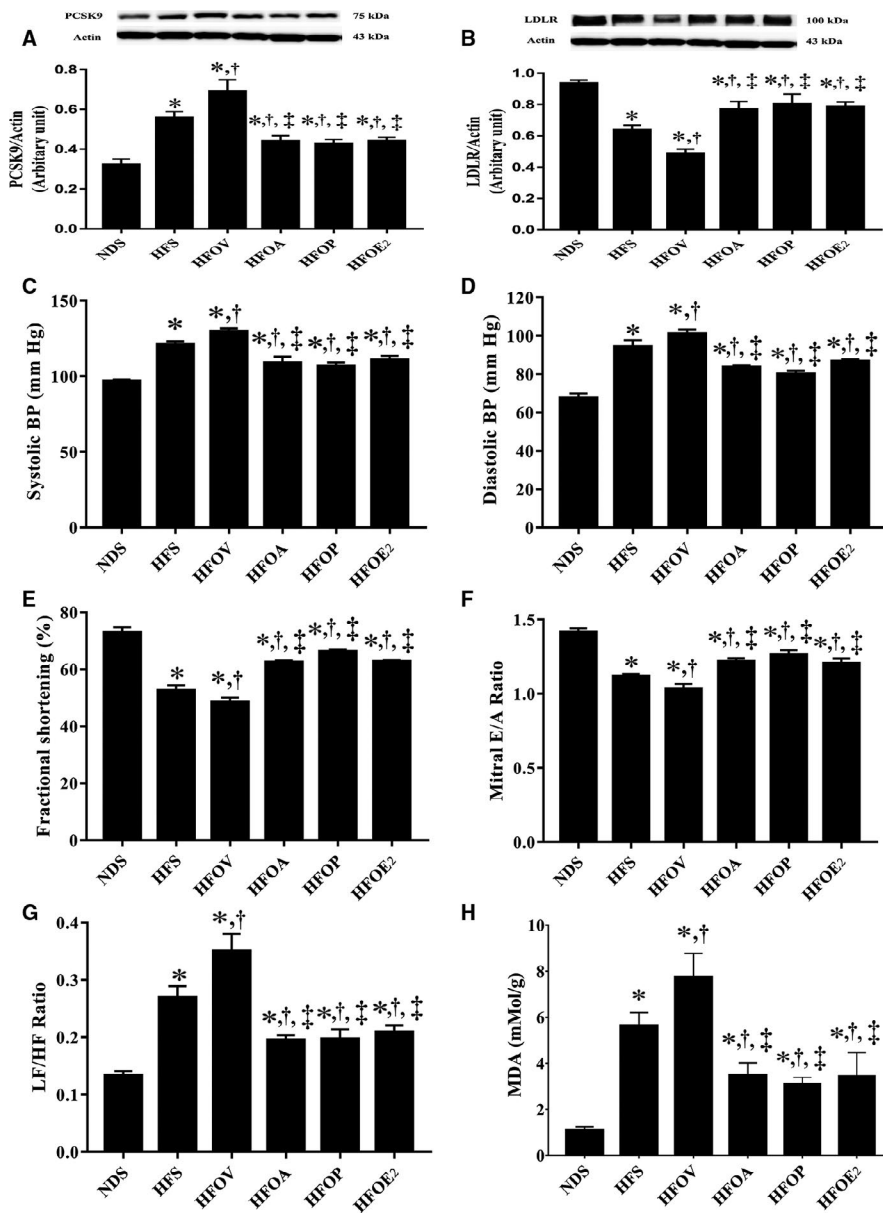 A
PCSK9 75 kDa
Actin 43 kDa
0.8
0.6
0.4
0.2
0.0
PCSK9/Actin
(Arbitary unit)
*
*,†
*,†, ‡
*,†, ‡
*,†, ‡
NDS HFS HFOV HFOA HFOP HFOE2
B
LDLR 100 kDa
Actin 43 kDa
1.0
0.8
0.6
0.4
0.2
0.0
LDLR/Actin
(Arbitary unit)
*
*,†
*,†, ‡
*,†, ‡
*,†, ‡
NDS HFS HFOV HFOA HFOP HFOE2
C
150
100
50
0
Systolic BP (mm Hg)
*
*,†
*,†, ‡
*,†, ‡
*,†, ‡
NDS HFS HFOV HFOA HFOP HFOE2
D
120
100
80
60
40
20
0
Diastolic BP (mm Hg)
*
*,†
*,†, ‡
*,†, ‡
*,†, ‡
NDS HFS HFOV HFOA HFOP HFOE2
E
80
60
40
20
0
Fractional shortening (%)
*
*,†
*,†, ‡
*,†, ‡
*,†, ‡
NDS HFS HFOV HFOA HFOP HFOE2
F
1.5
1.0
0.5
0.0
Mitral E/A Ratio
*
*,†
*,†, ‡
*,†, ‡
*,†, ‡
NDS HFS HFOV HFOA HFOP HFOE2
G
0.4
0.3
0.2
0.1
0.0
LF/HF Ratio
*
*,†
*,†, ‡
*,†, ‡
*,†, ‡
NDS HFS HFOV HFOA HFOP HFOE2
H
10
8
6
4
2
0
MDA (mMol/g)
*
*,†
*,†, ‡
*,†, ‡
*,†, ‡
NDS HFS HFOV HFOA HFOP HFOE2